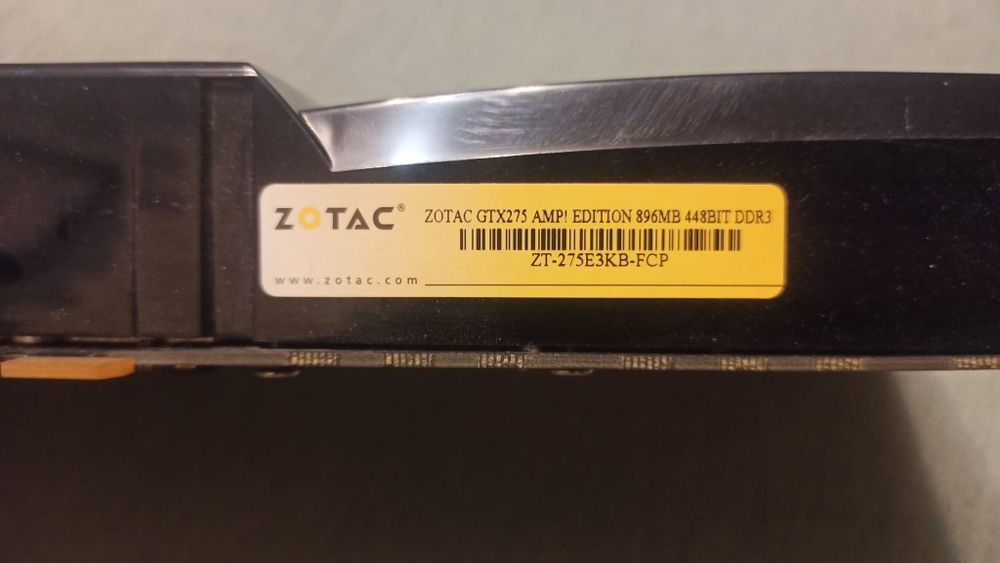 ZOTAC®
ZOTAC GTX275 AMP! EDITION 896MB 448BIT DDR3
ZT-275E3KB-FCP
www.zotac.com